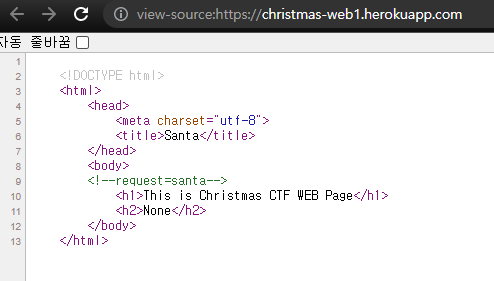 view-source:https://christmas-web1.herokuapp.com
자동 줄바꿈
1
2 <!DOCTYPE html>
3 <html>
4 <head>
5 <meta charset="utf-8">
6 <title>Santa</title>
7 </head>
8 <body>
9 <!--request=santa-->
10 <h1>This is Christmas CTF WEB Page</h1>
11 <h2>None</h2>
12 </body>
13 </html>